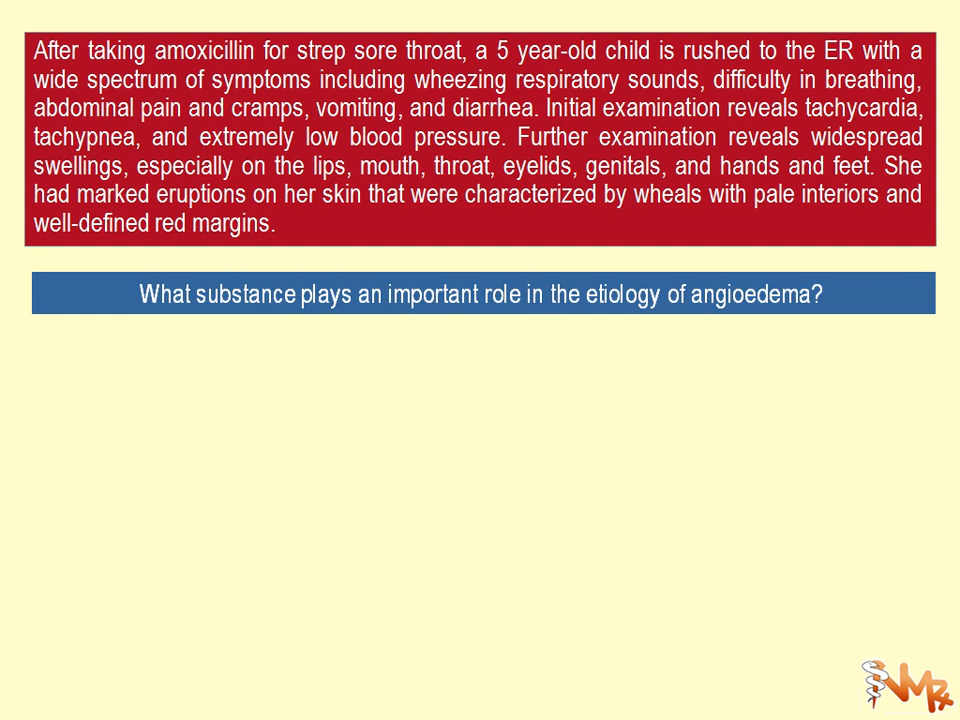 After taking amoxicillin for strep sore throat, a 5 year-old child is rushed to the ER with a
wide spectrum of symptoms including wheezing respiratory sounds, difficulty in breathing,
abdominal pain and cramps, vomiting, and diarrhea. Initial examination reveals tachycardia,
tachypnea, and extremely low blood pressure. Further examination reveals widespread
swellings, especially on the lips, mouth, throat, eyelids, genitals, and hands and feet. She
had marked eruptions on her skin that were characterized by wheals with pale interiors and
well-defined red margins.
What substance plays an important role in the etiology of angioedema?
VMRx